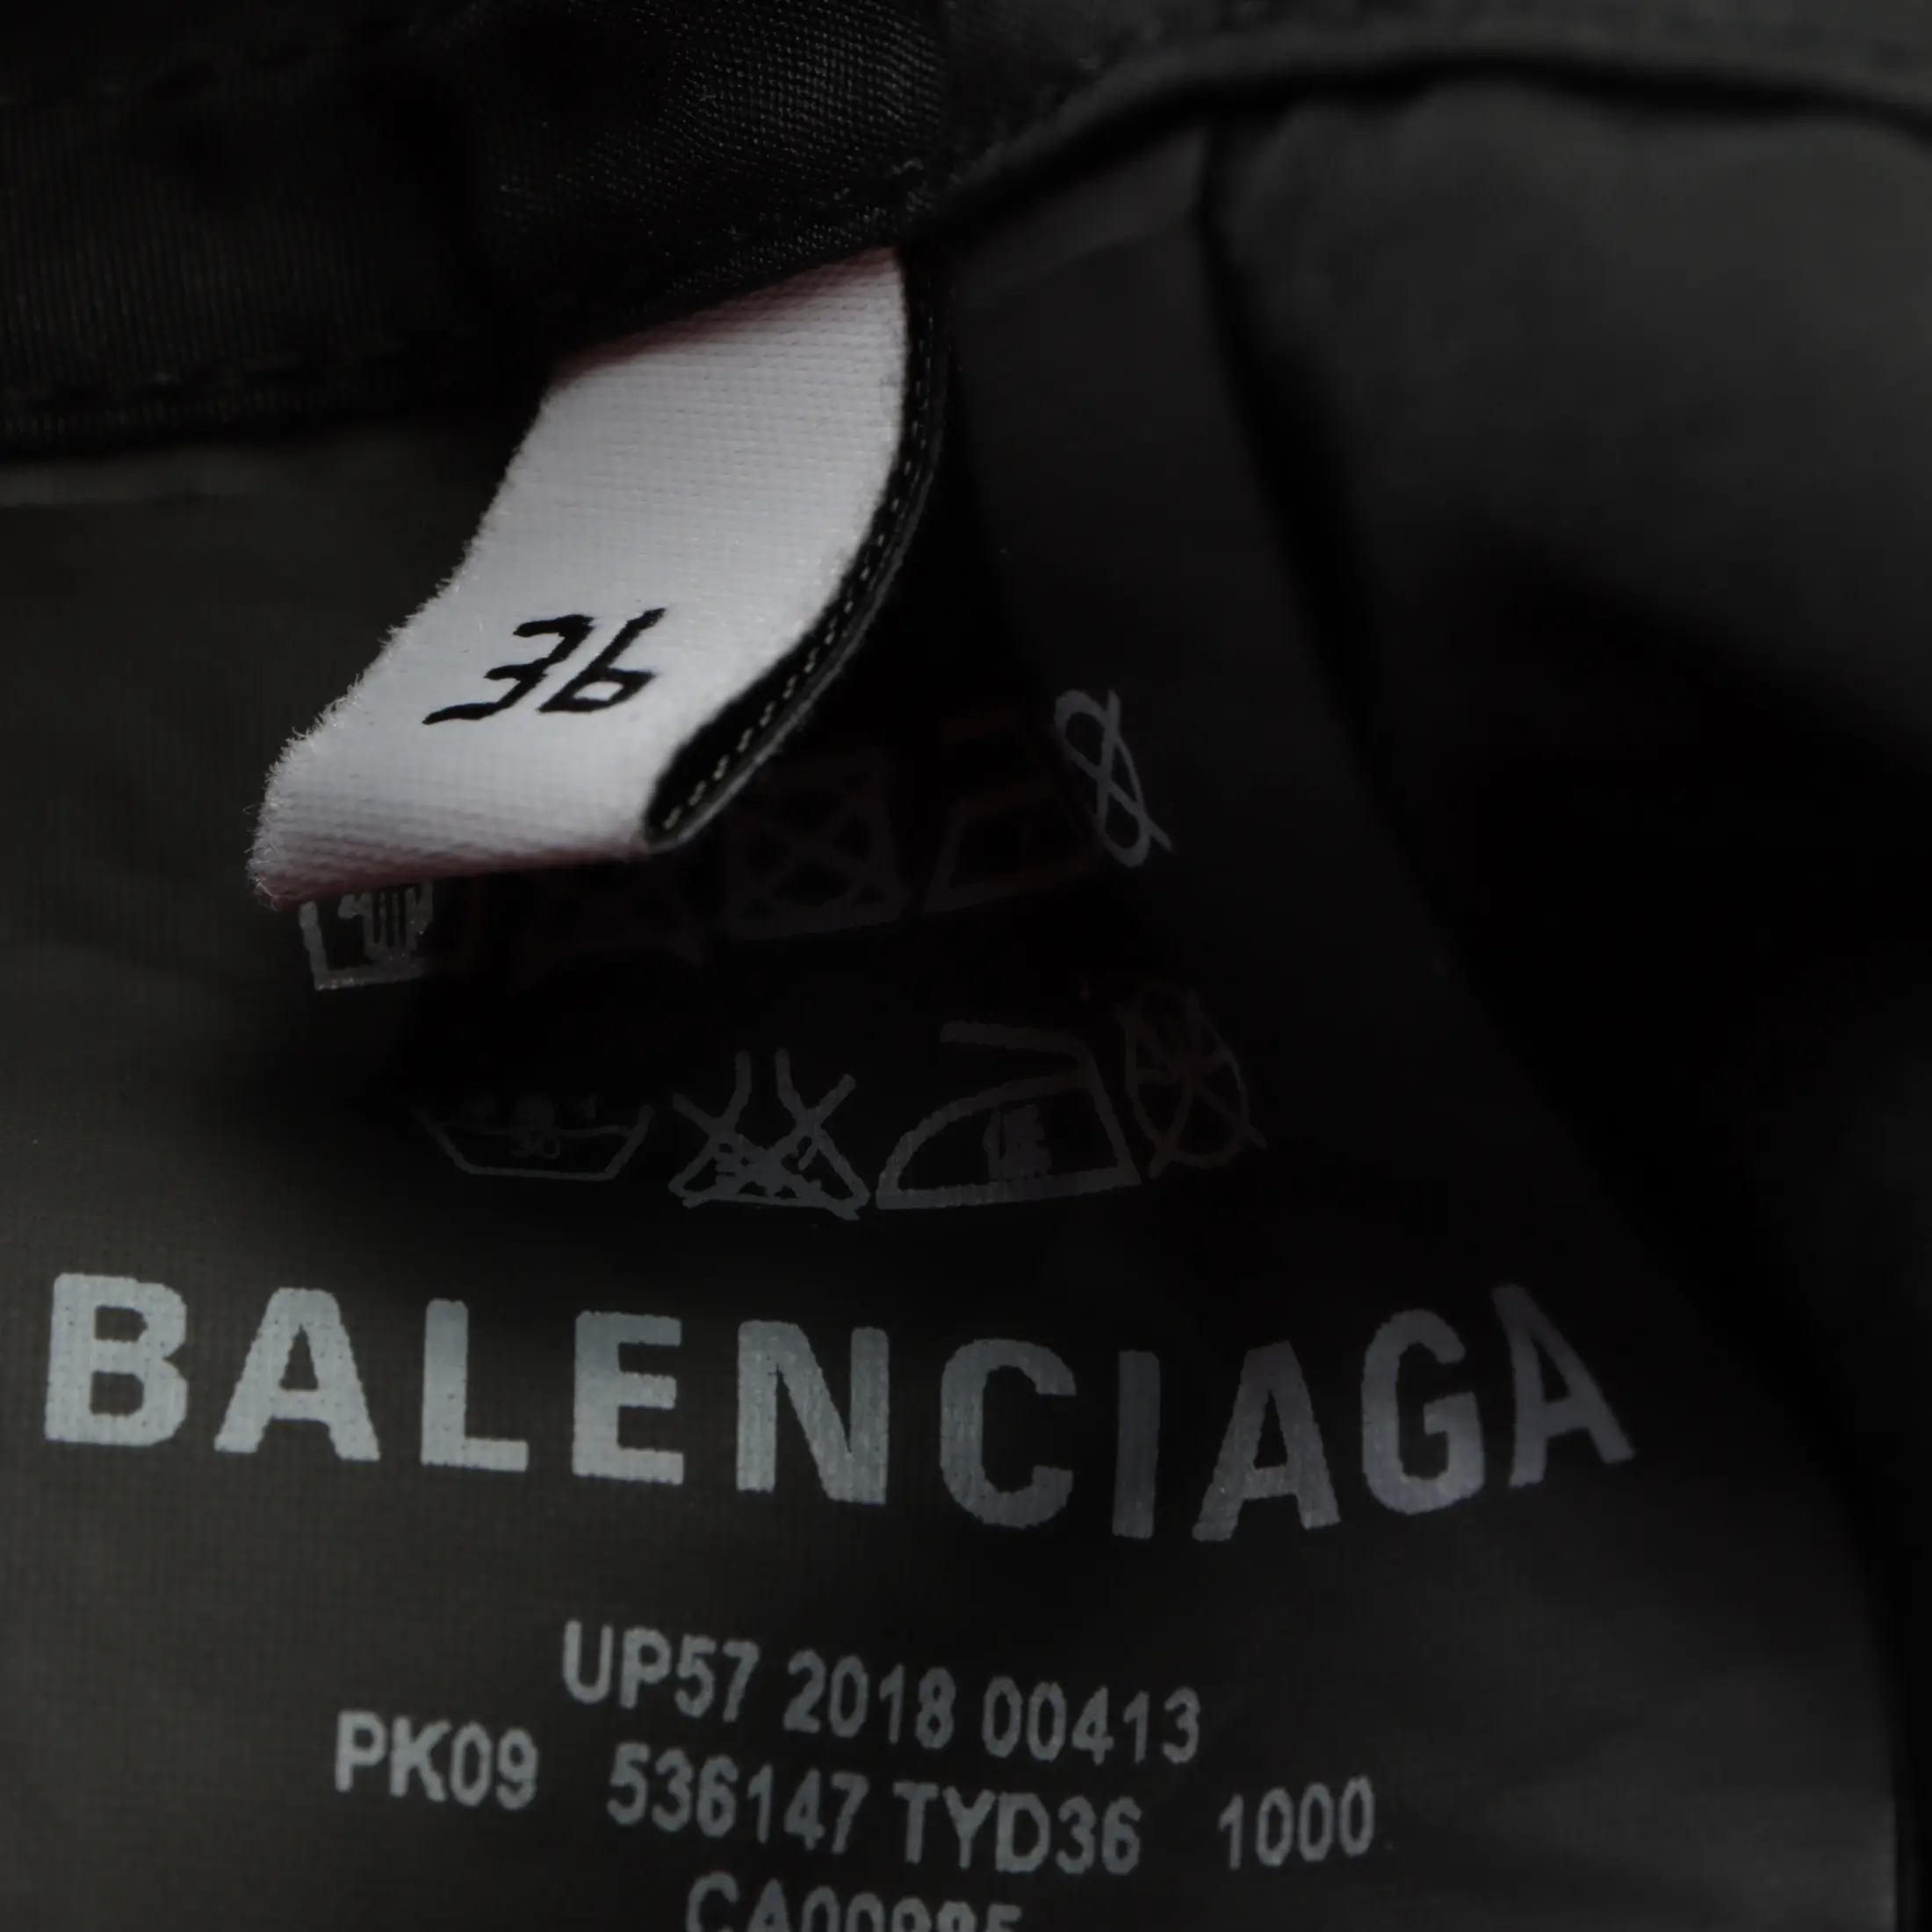 36
BALENCIAGA
UP57 2018 00413
PK09 536147 TYD36 1000